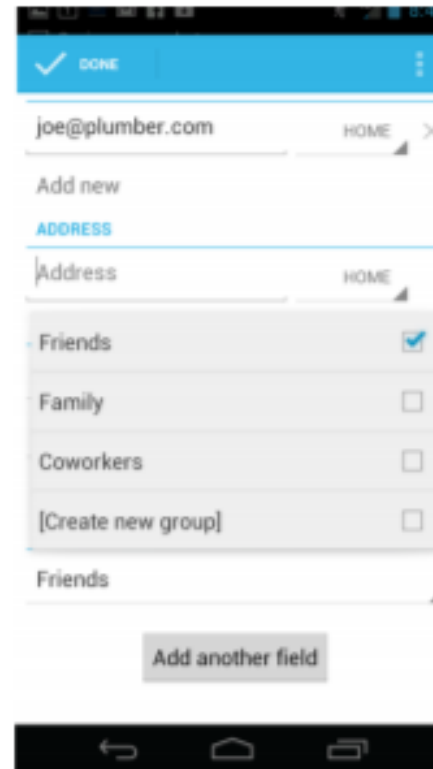 DONE
joe@plumber.com HOME
Add new
ADDRESS
Address HOME
Friends
Family
Coworkers
[Create new group]
Friends
Add another field